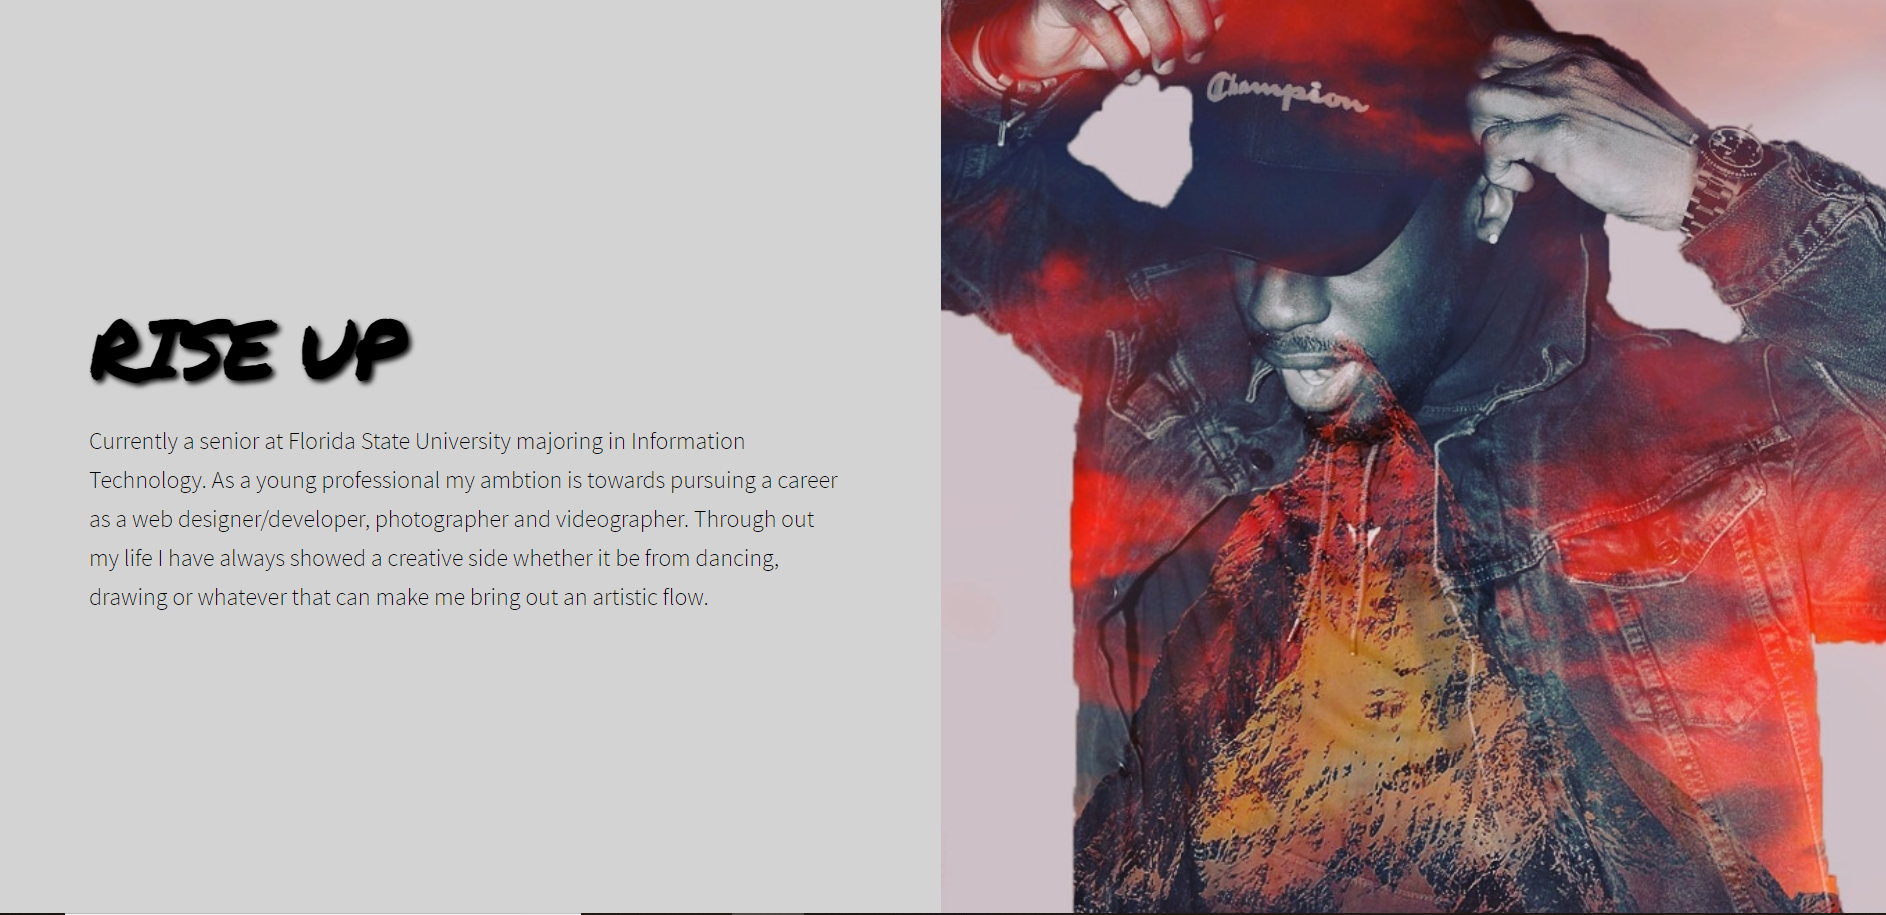 Champion
RISE UP
Currently a senior at Florida State University majoring in Information
Technology. As a young professional my ambtion is towards pursuing a career
as a web designer/developer, photographer and videographer. Through out
my life I have always showed a creative side whether it be from dancing,
drawing or whatever that can make me bring out an artistic flow.